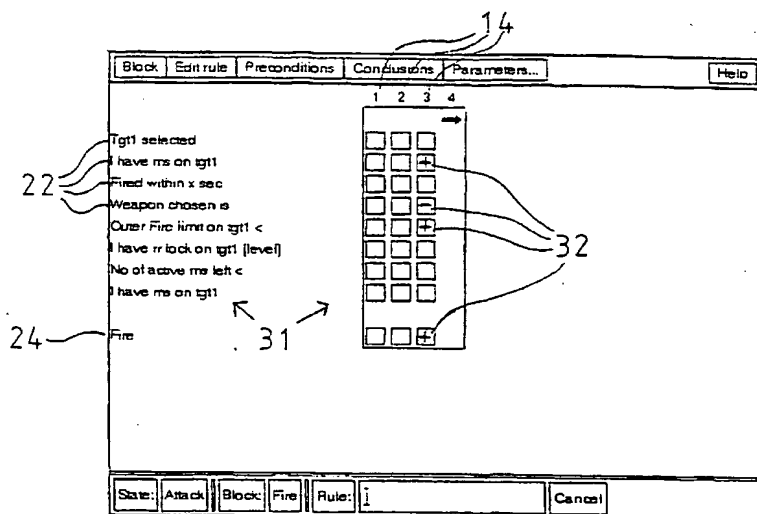 14
Block Edit rule Preconditions Conclusions Parameters... Help
1 2 3 4
Tgt1 selected
I have ms on tgt1
22 Fired within x sec
Weapon chosen is
Outer Fire limit on tgt1 <
32
I have rr lock on tgt1 [level]
No of active ms left <
I have ms on tgt1
31
24 Fire
State: Attack Block: Fire Rule: Cancel